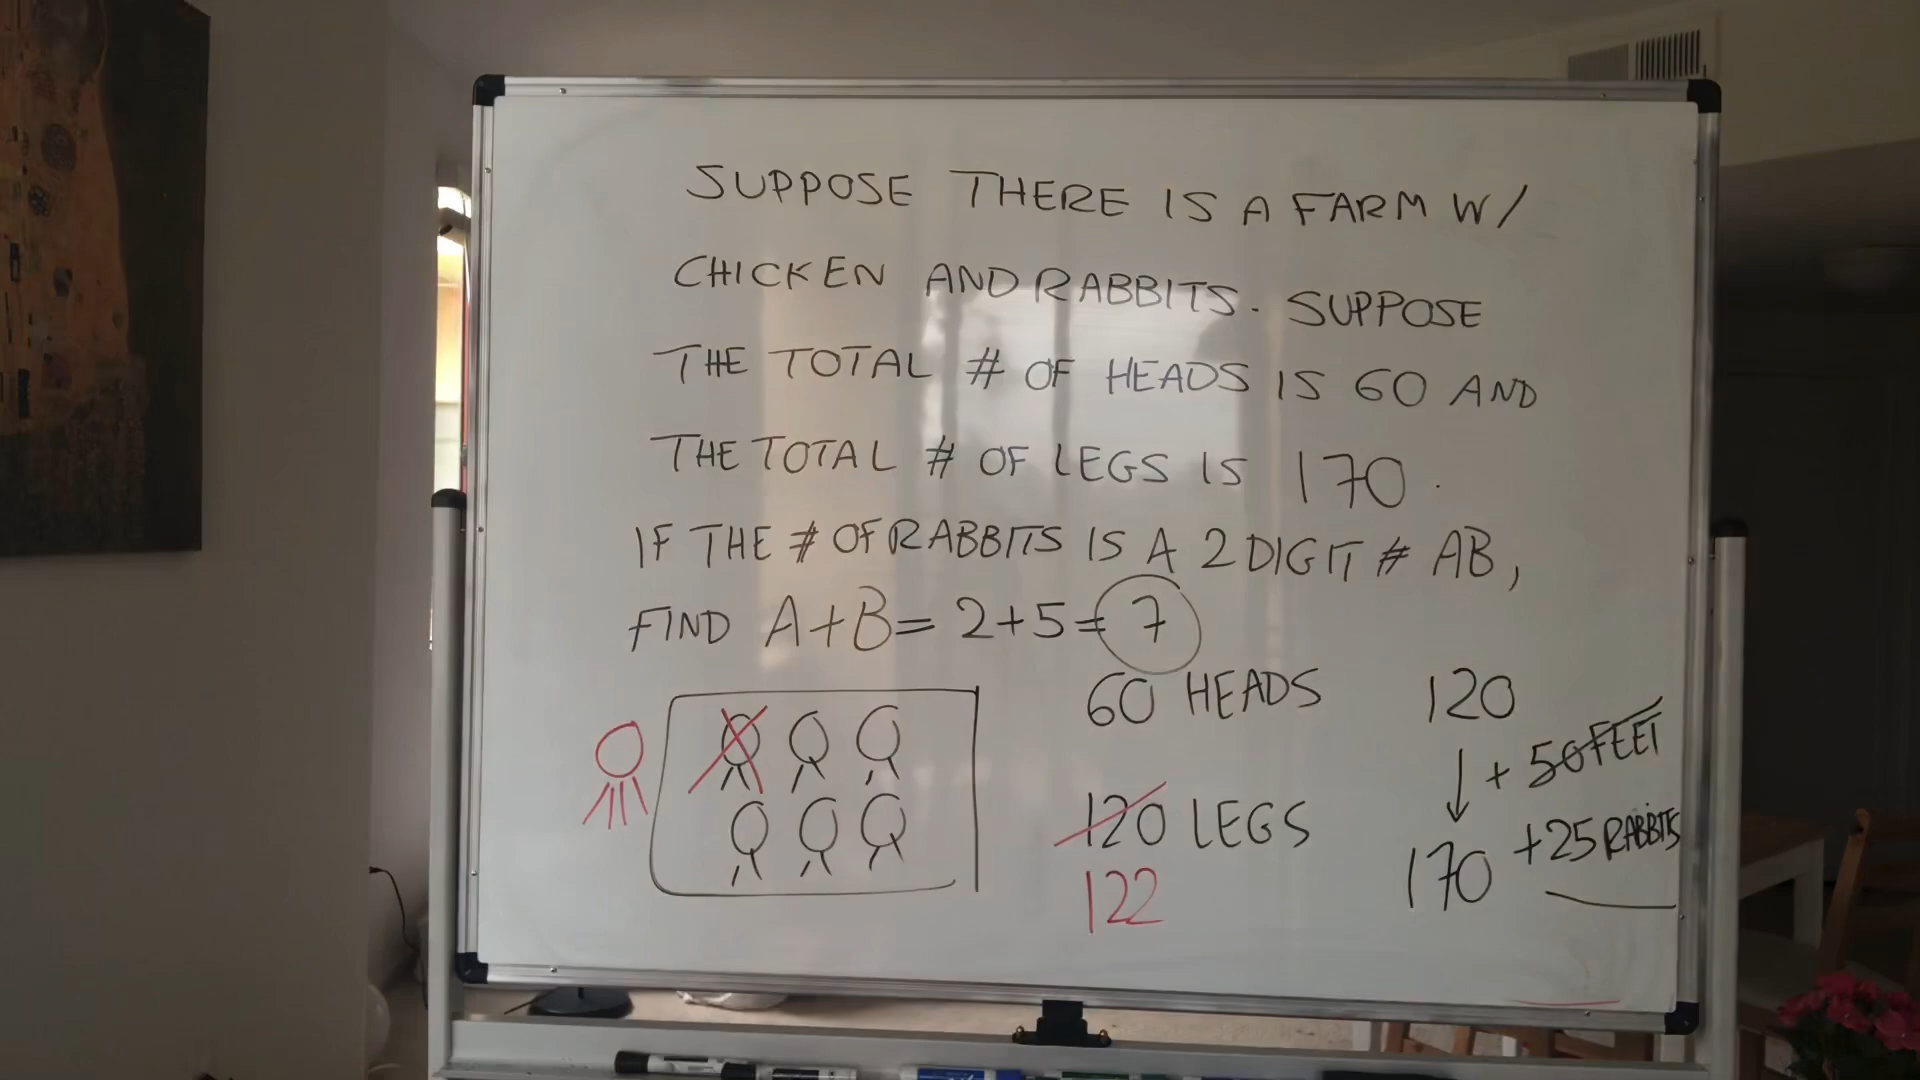 SUPPOSE THERE IS A FARM W/
CHICKEN AND RABBITS. SUPPOSE
THE TOTAL # OF HEADS IS 60 AND
THE TOTAL # OF LEGS IS 170.
IF THE # OF RABBITS IS A 2 DIGIT # AB,
FIND A+B= 2+5= 7
60 HEADS
120 LEGS
122
120
+ 50 FEET
170 +25 RABBITS